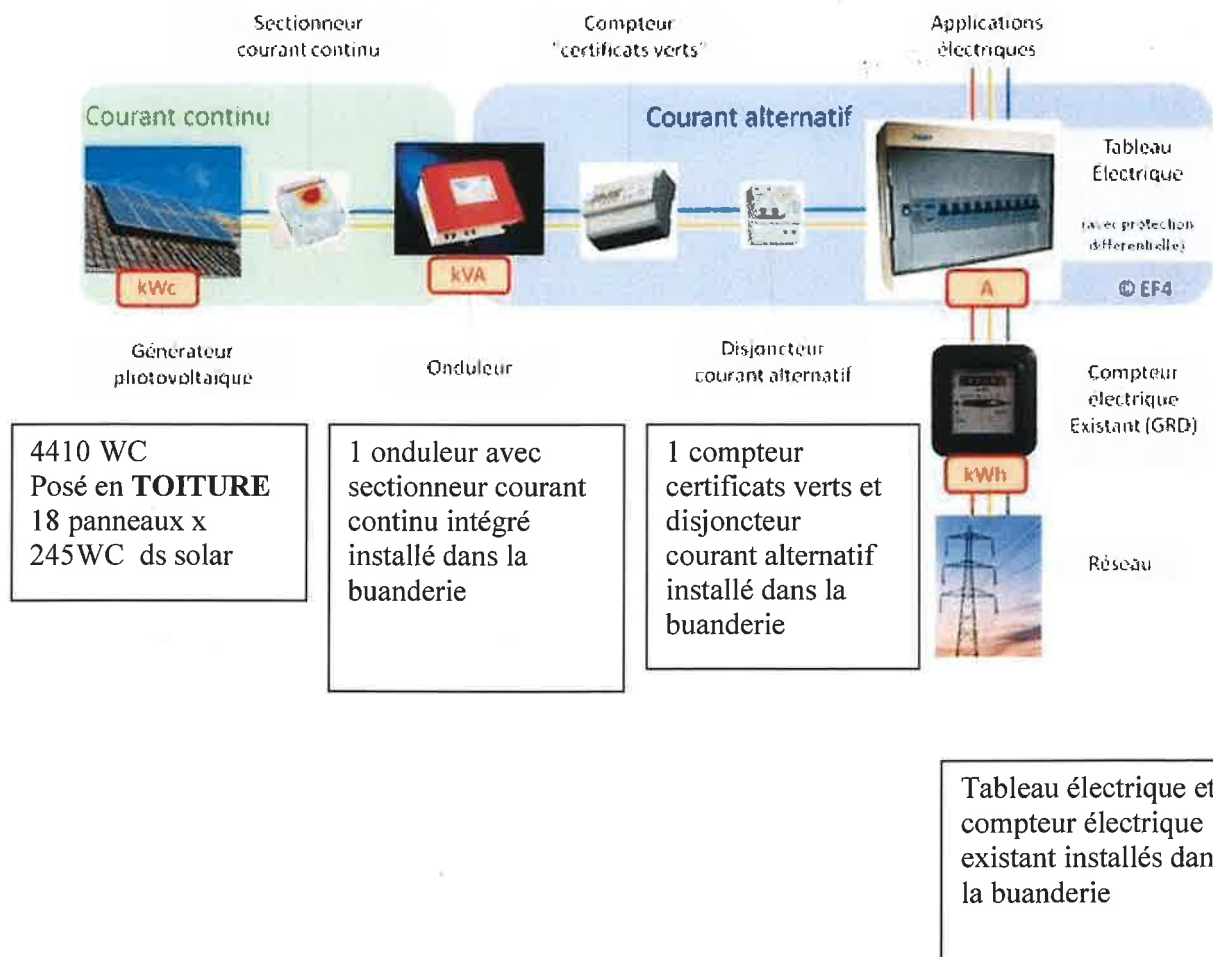 Sectionneur
courant continu
Compteur
"certificats verts"
Applications
électriques
Courant continu
Courant alternatif
Tableau
Électrique
(avec protection
différentielle)
kWc
kVA
A
© EF4
Générateur
photovoltaïque
Onduleur
Disjoncteur
courant alternatif
Compteur
électrique
Existant (GRD)
kWh
Réseau
4410 WC
Posé en TOITURE
18 panneaux x
245WC ds solar
1 onduleur avec
sectionneur courant
continu intégré
installé dans la
buanderie
1 compteur
certificats verts et
disjoncteur
courant alternatif
installé dans la
buanderie
Tableau électrique et
compteur électrique
existant installés dan
la buanderie